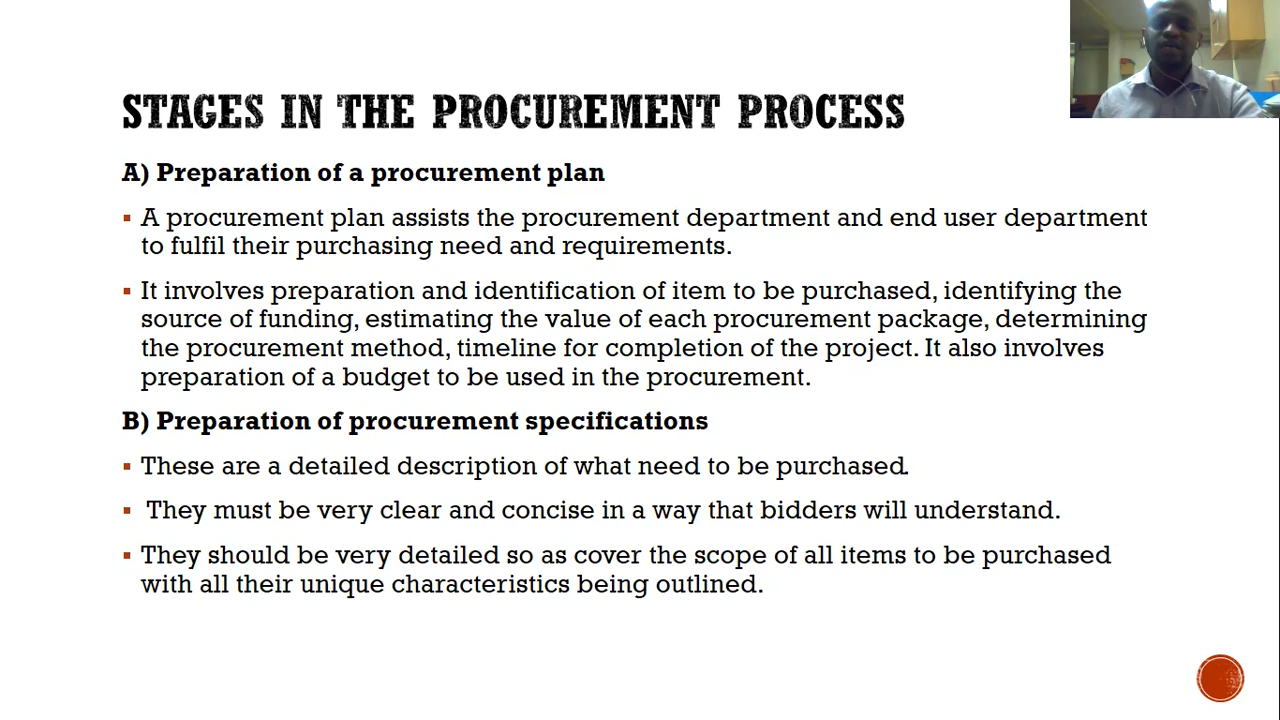 STAGES IN THE PROCUREMENT PROCESS
A) Preparation of a procurement plan
▪ A procurement plan assists the procurement department and end user department
to fulfil their purchasing need and requirements.
▪ It involves preparation and identification of item to be purchased, identifying the
source of funding, estimating the value of each procurement package, determining
the procurement method, timeline for completion of the project. It also involves
preparation of a budget to be used in the procurement.
B) Preparation of procurement specifications
▪ These are a detailed description of what need to be purchased.
▪ They must be very clear and concise in a way that bidders will understand.
▪ They should be very detailed so as cover the scope of all items to be purchased
with all their unique characteristics being outlined.